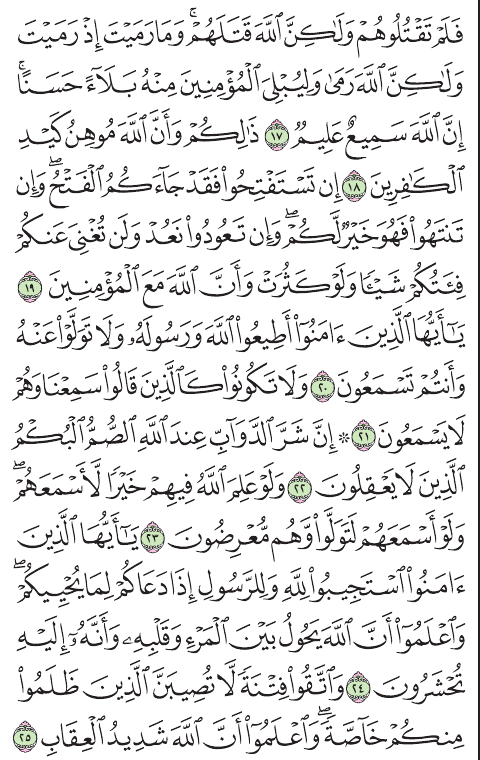 فَلَمۡ تَقۡتُلُوهُمۡ وَلَٰكِنَّ ٱللَّهَ قَتَلَهُمۡۚ وَمَا رَمَيۡتَ إِذۡ رَمَيۡتَ
وَلَٰكِنَّ ٱللَّهَ رَمَىٰ وَلِيُبۡلِيَ ٱلۡمُؤۡمِنِينَ مِنۡهُ بَلَآءً حَسَنًاۚ
إِنَّ ٱللَّهَ سَمِيعٌ عَلِيمٞ ١٧ ذَٰلِكُمۡ وَأَنَّ ٱللَّهَ مُوهِنُ كَيۡدِ
ٱلۡكَٰفِرِينَ ١٨ إِن تَسۡتَفۡتِحُواْ فَقَدۡ جَآءَكُمُ ٱلۡفَتۡحُۖ وَإِن
تَنتَهُواْ فَهُوَ خَيۡرٞ لَّكُمۡۖ وَإِن تَعُودُواْ نَعُدۡ وَلَن تُغۡنِيَ عَنكُمۡ
فِئَتُكُمۡ شَيۡـٔٗا وَلَوۡ كَثُرَتۡ وَأَنَّ ٱللَّهَ مَعَ ٱلۡمُؤۡمِنِينَ ١٩
يَٰٓأَيُّهَا ٱلَّذِينَ ءَامَنُوٓاْ أَطِيعُواْ ٱللَّهَ وَرَسُولَهُۥ وَلَا تَوَلَّوۡاْ عَنۡهُ
وَأَنتُمۡ تَسۡمَعُونَ ٢٠ وَلَا تَكُونُواْ كَٱلَّذِينَ قَالُواْ سَمِعۡنَا وَهُمۡ
لَا يَسۡمَعُونَ ٢١ ۞ إِنَّ شَرَّ ٱلدَّوَآبِّ عِندَ ٱللَّهِ ٱلصُّمُّ ٱلۡبُكۡمُ
ٱلَّذِينَ لَا يَعۡقِلُونَ ٢٢ وَلَوۡ عَلِمَ ٱللَّهُ فِيهِمۡ خَيۡرٗا لَّأَسۡمَعَهُمۡۖ
وَلَوۡ أَسۡمَعَهُمۡ لَتَوَلَّواْ وَّهُم مُّعۡرِضُونَ ٢٣ يَٰٓأَيُّهَا ٱلَّذِينَ
ءَامَنُواْ ٱسۡتَجِيبُواْ لِلَّهِ وَلِلرَّسُولِ إِذَا دَعَاكُمۡ لِمَا يُحۡيِيكُمۡۖ
وَٱعۡلَمُوٓاْ أَنَّ ٱللَّهَ يَحُولُ بَيۡنَ ٱلۡمَرۡءِ وَقَلۡبِهِۦ وَأَنَّهُۥٓ إِلَيۡهِ
تُحۡشَرُونَ ٢٤ وَٱتَّقُواْ فِتۡنَةٗ لَّا تُصِيبَنَّ ٱلَّذِينَ ظَلَمُواْ
مِنكُمۡ خَآصَّةٗۖ وَٱعۡلَمُوٓاْ أَنَّ ٱللَّهَ شَدِيدُ ٱلۡعِقَابِ ٢٥